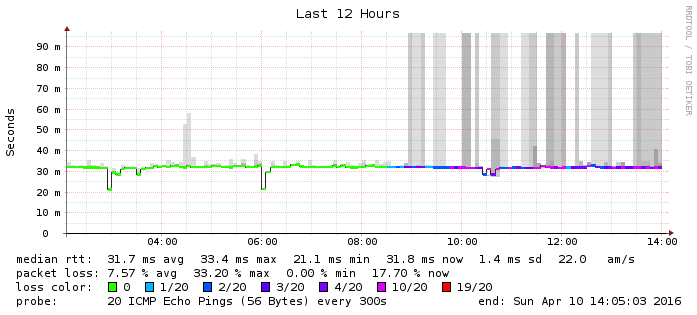 Last 12 Hours
RRDTOOL / TOBI OETIKER
Seconds
90 m
80 m
70 m
60 m
50 m
40 m
30 m
20 m
10 m
0
04:00 06:00 08:00 10:00 12:00 14:00
median rtt: 31.7 ms avg 33.4 ms max 21.1 ms min 31.8 ms now 1.4 ms sd 22.0 am/s
packet loss: 7.57 % avg 33.20 % max 0.00 % min 17.70 % now
loss color: 0 1/20 2/20 3/20 4/20 10/20 19/20
probe: 20 ICMP Echo Pings (56 Bytes) every 300s end: Sun Apr 10 14:05:03 2016